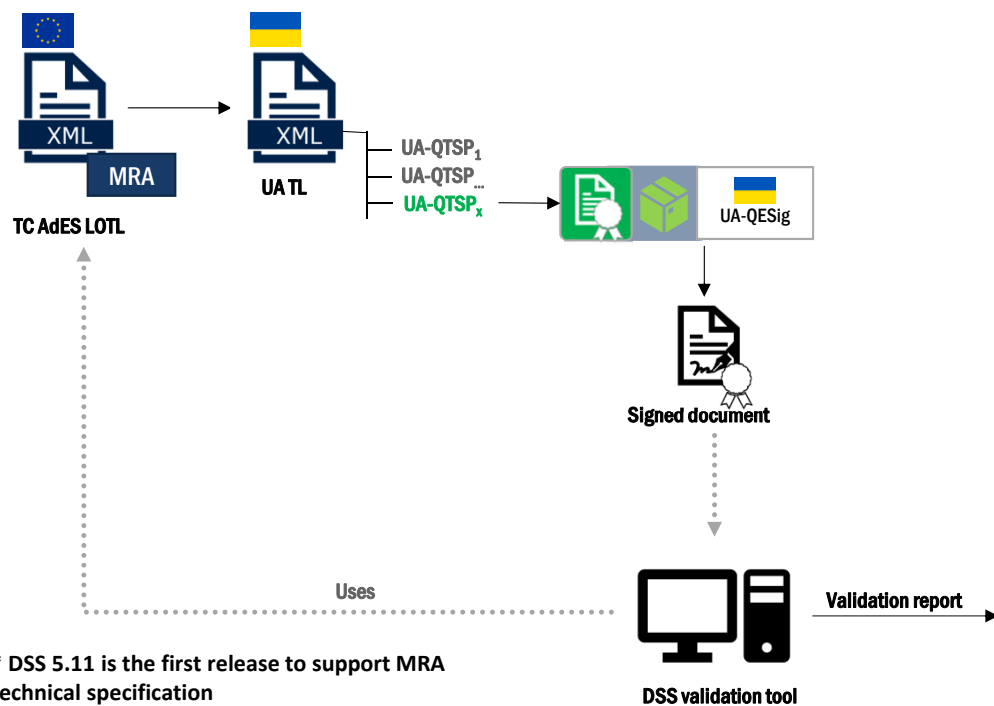 XML
MRA
TC AdES LOTL
XML
UA TL
UA-QTSP1
UA-QTSP...
UA-QTSPx
UA-QESig
Signed document
Uses
Validation report
DSS validation tool
* DSS 5.11 is the first release to support MRA
technical specification